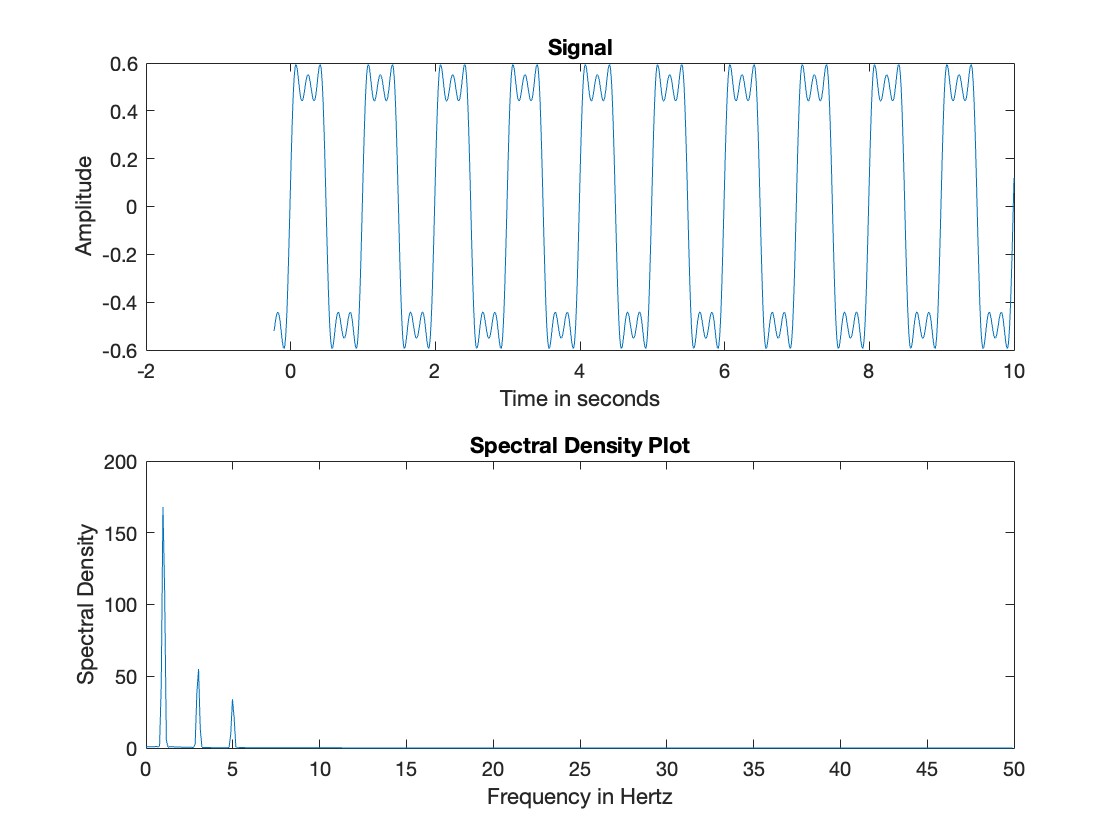 Signal
0.6
0.4
0.2
0
-0.2
-0.4
-0.6
Amplitude
-2 0 2 4 6 8 10
Time in seconds
Spectral Density Plot
200
150
100
50
0
Spectral Density
0 5 10 15 20 25 30 35 40 45 50
Frequency in Hertz